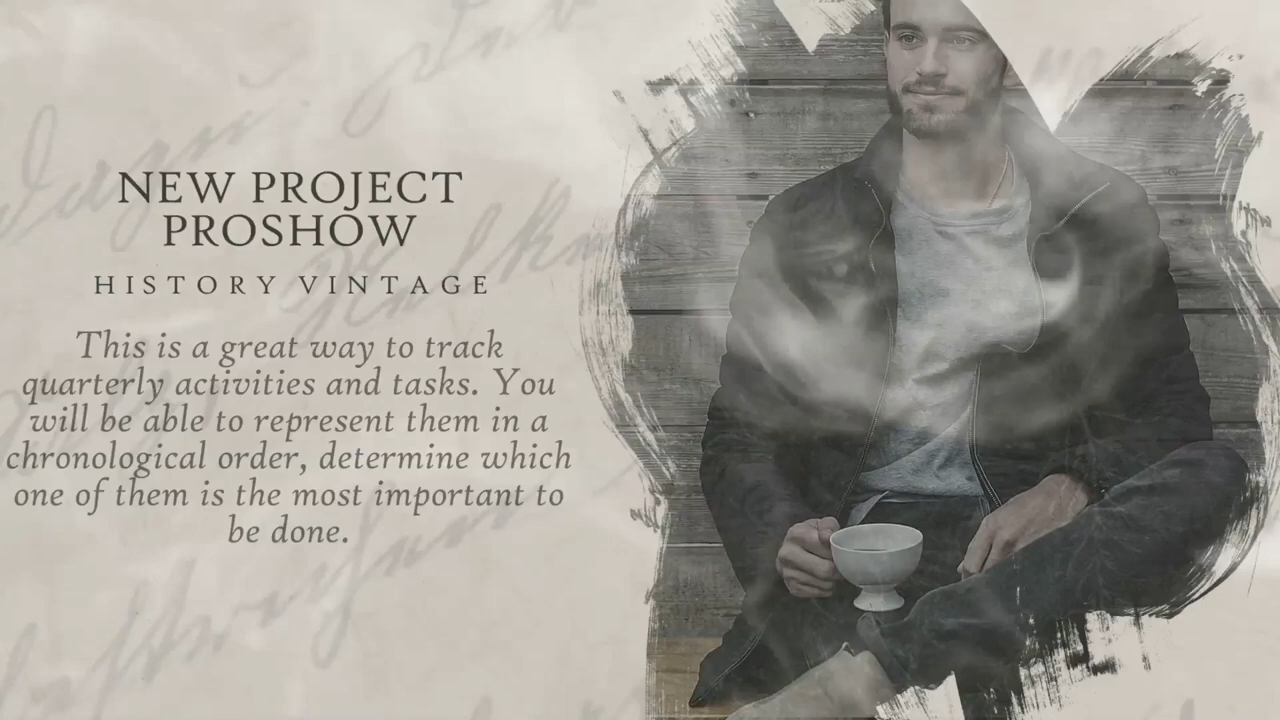 NEW PROJECT
PROSHOW
HISTORY VINTAGE
This is a great way to track
quarterly activities and tasks. You
will be able to represent them in a
chronological order, determine which
one of them is the most important to
be done.